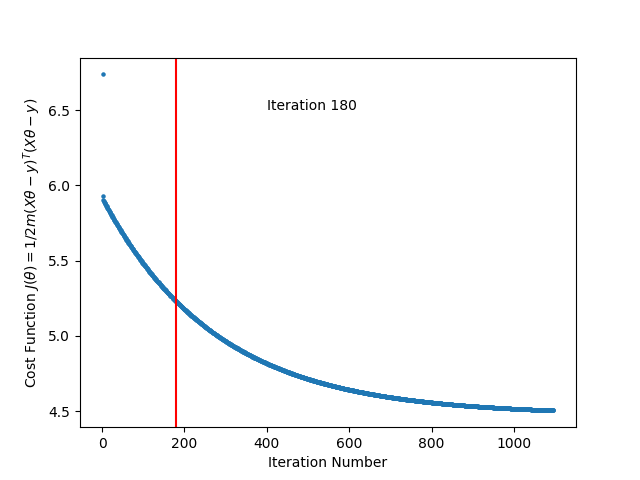 Iteration 180
Cost Function J(θ) = 1/2m(Xθ − y)ᵀ(Xθ − y)
6.5
6.0
5.5
5.0
4.5
0 200 400 600 800 1000
Iteration Number